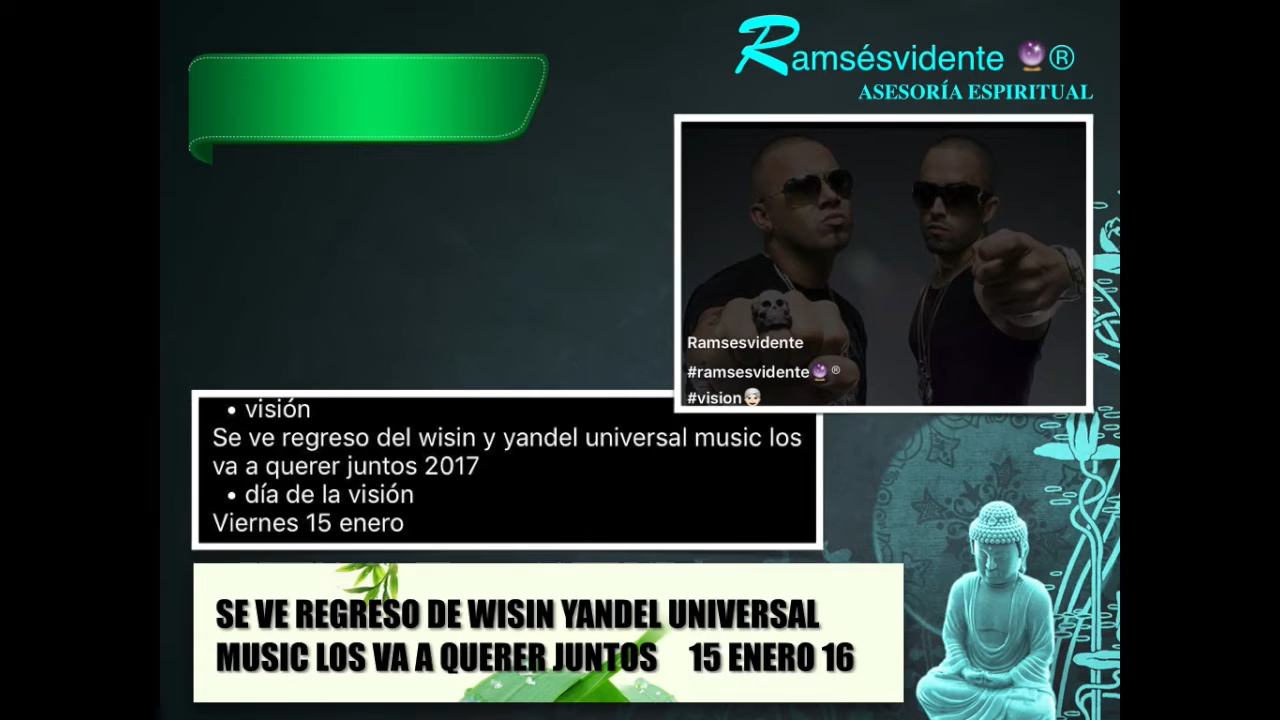 Ramsésvidente 🔮®
ASESORÍA ESPIRITUAL
Ramsesvidente
#ramsesvidente🔮®
#vision👳🏻
• visión
Se ve regreso del wisin y yandel universal music los
va a querer juntos 2017
• día de la visión
Viernes 15 enero
SE VE REGRESO DE WISIN YANDEL UNIVERSAL
MUSIC LOS VA A QUERER JUNTOS 15 ENERO 16